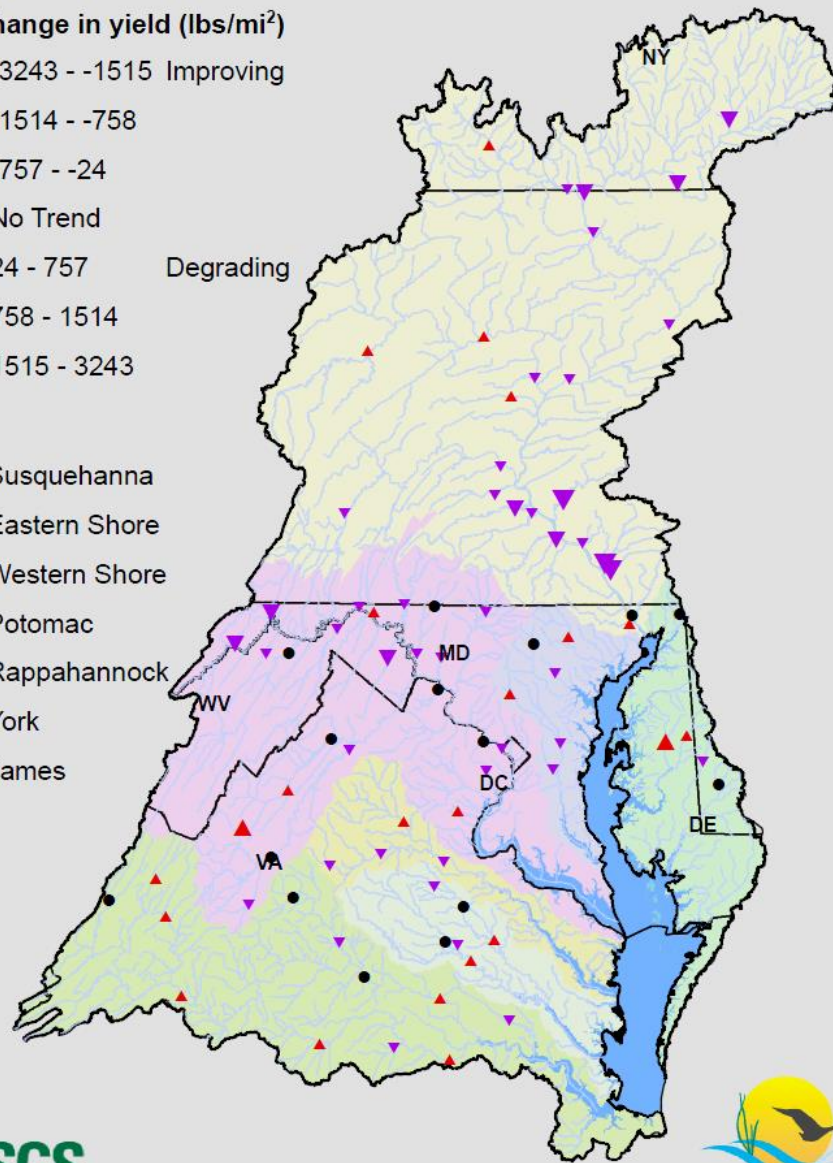 hange in yield (lbs/mi²)
3243 - -1515 Improving
1514 - -758
757 - -24
No Trend
24 - 757 Degrading
758 - 1514
1515 - 3243
Susquehanna
Eastern Shore
Western Shore
Potomac
Rappahannock
York
ames
NY
MD
WV
DC
DE
VA